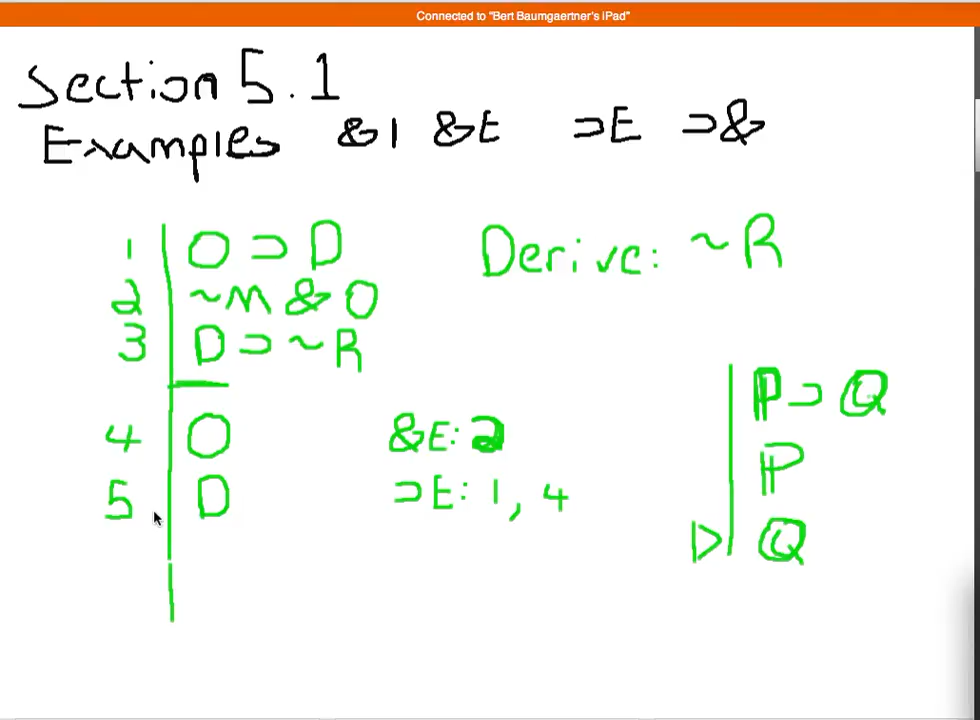 Connected to "Bert Baumgaertner's iPad"
Section 5.1
Examples &I &E ⊃E ⊃&
1 O ⊃ D Derive: ~R
2 ~M & O
3 D ⊃ ~R
P ⊃ Q
4 O &E: 2
P
5 D ⊃E: 1, 4
▷ Q